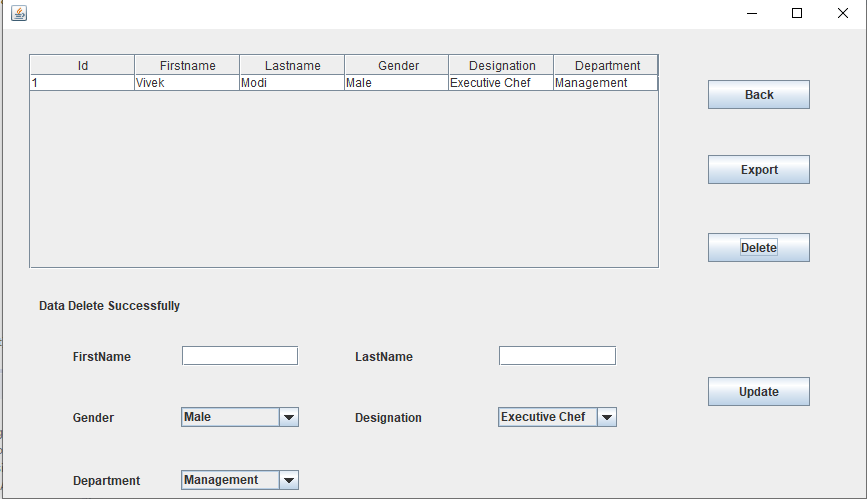 Id Firstname Lastname Gender Designation Department
1 Vivek Modi Male Executive Chef Management
Back
Export
Delete
Data Delete Successfully
FirstName LastName
Update
Gender Male Designation Executive Chef
Department Management